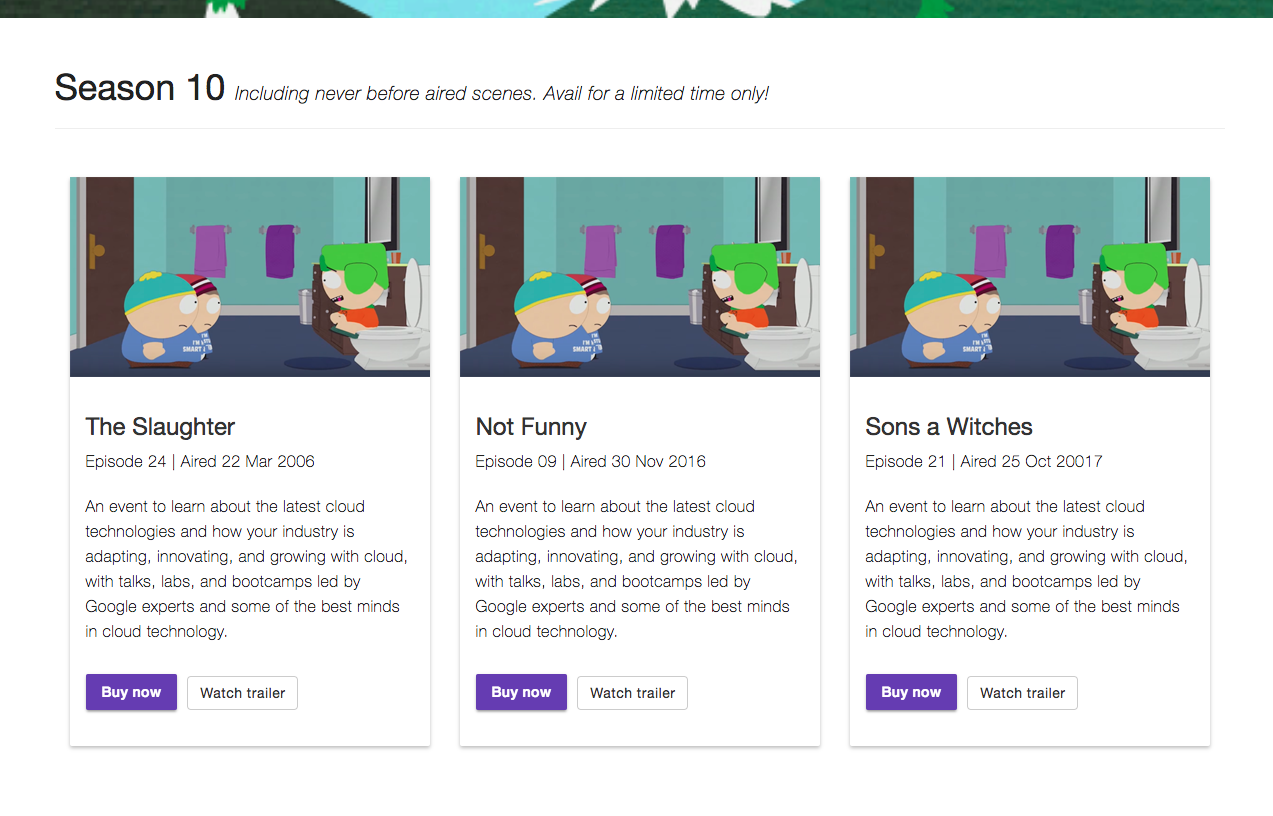 Season 10 Including never before aired scenes. Avail for a limited time only!
The Slaughter
Episode 24 | Aired 22 Mar 2006
An event to learn about the latest cloud
technologies and how your industry is
adapting, innovating, and growing with cloud,
with talks, labs, and bootcamps led by
Google experts and some of the best minds
in cloud technology.
Buy now Watch trailer
Not Funny
Episode 09 | Aired 30 Nov 2016
An event to learn about the latest cloud
technologies and how your industry is
adapting, innovating, and growing with cloud,
with talks, labs, and bootcamps led by
Google experts and some of the best minds
in cloud technology.
Buy now Watch trailer
Sons a Witches
Episode 21 | Aired 25 Oct 20017
An event to learn about the latest cloud
technologies and how your industry is
adapting, innovating, and growing with cloud,
with talks, labs, and bootcamps led by
Google experts and some of the best minds
in cloud technology.
Buy now Watch trailer